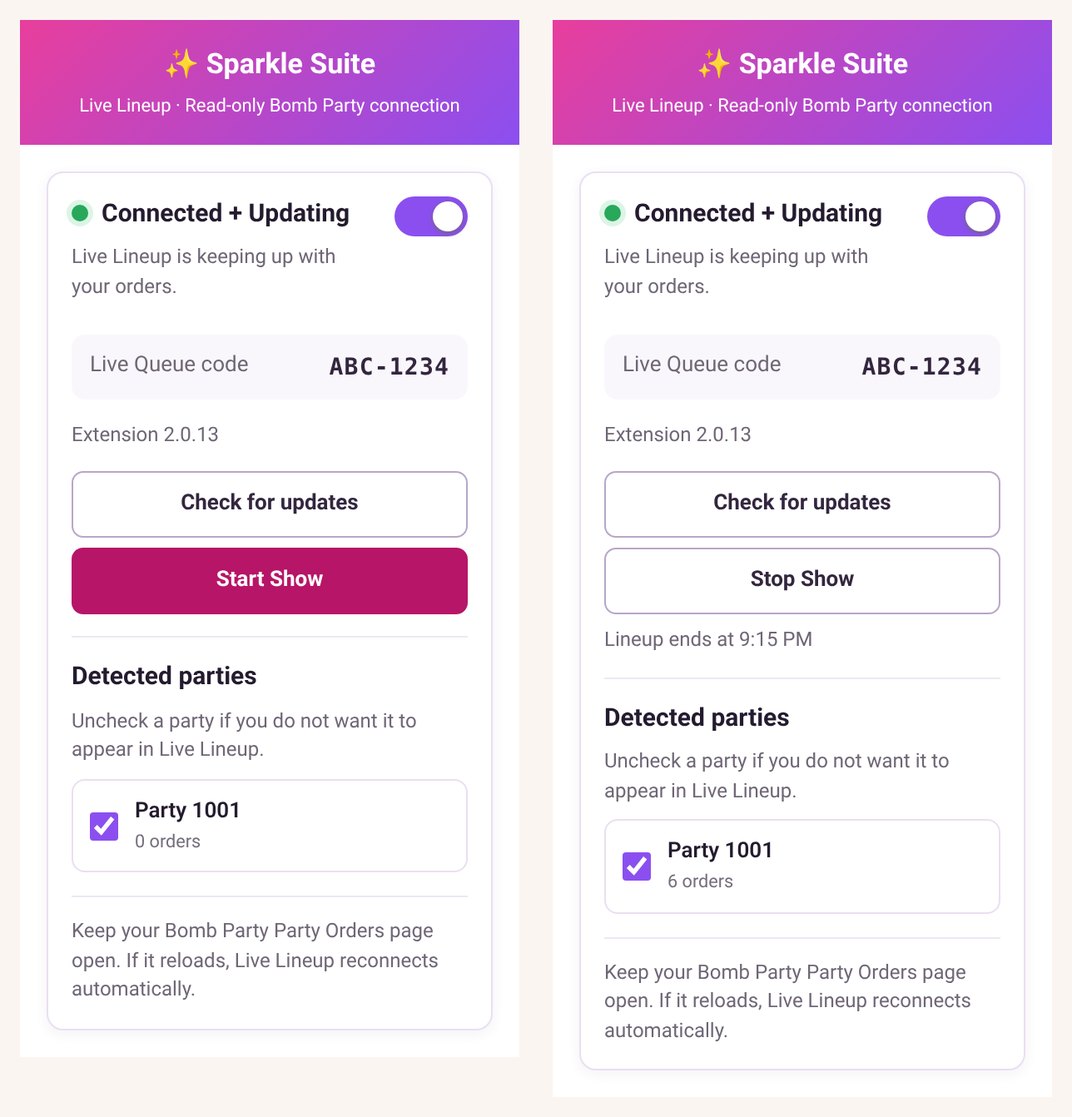 ✨ Sparkle Suite
Live Lineup · Read-only Bomb Party connection
Connected + Updating
Live Lineup is keeping up with
your orders.
Live Queue code ABC-1234
Extension 2.0.13
Check for updates
Start Show
Detected parties
Uncheck a party if you do not want it to
appear in Live Lineup.
Party 1001
0 orders
Keep your Bomb Party Party Orders page
open. If it reloads, Live Lineup reconnects
automatically.
✨ Sparkle Suite
Live Lineup · Read-only Bomb Party connection
Connected + Updating
Live Lineup is keeping up with
your orders.
Live Queue code ABC-1234
Extension 2.0.13
Check for updates
Stop Show
Lineup ends at 9:15 PM
Detected parties
Uncheck a party if you do not want it to
appear in Live Lineup.
Party 1001
6 orders
Keep your Bomb Party Party Orders page
open. If it reloads, Live Lineup reconnects
automatically.